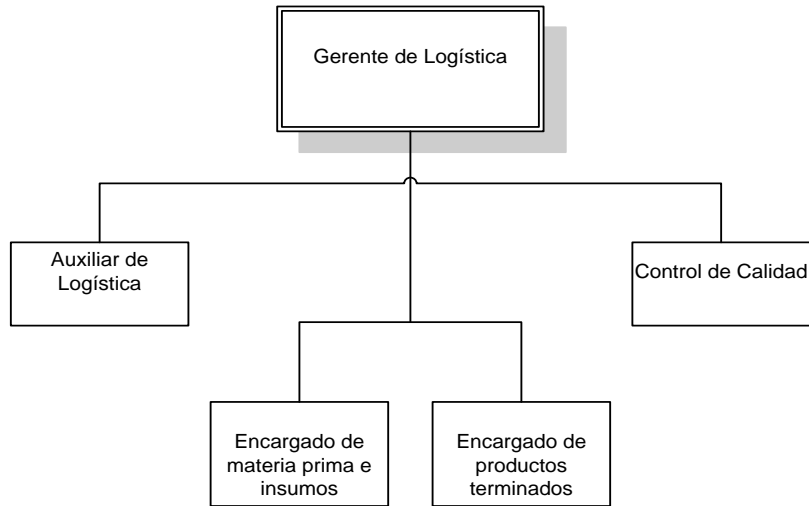 Gerente de Logística
Auxiliar de
Logística
Control de Calidad
Encargado de
materia prima e
insumos
Encargado de
productos
terminados